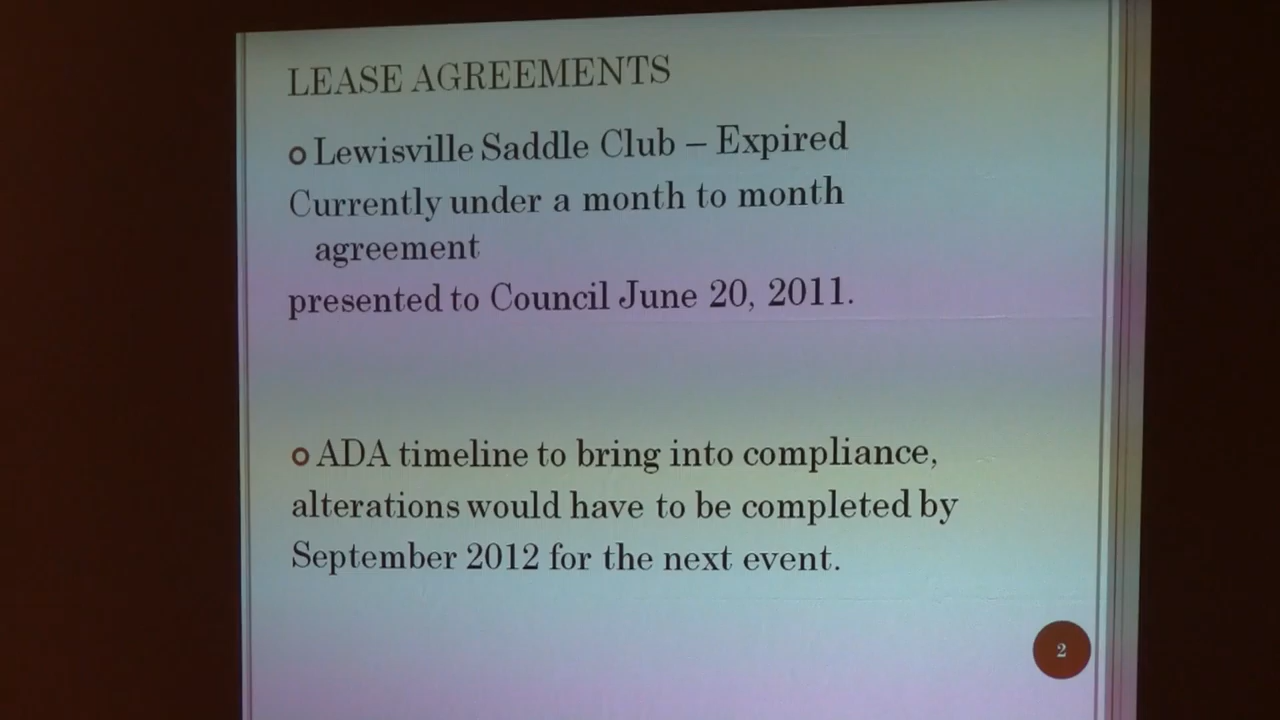 LEASE AGREEMENTS
Lewisville Saddle Club – Expired
Currently under a month to month
agreement
presented to Council June 20, 2011.
ADA timeline to bring into compliance,
alterations would have to be completed by
September 2012 for the next event.
2